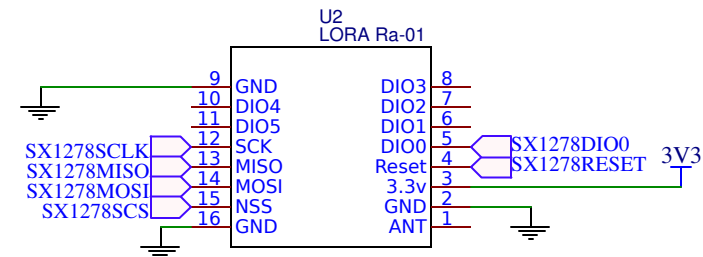 U2
LORA Ra-01
9 GND DIO3 8
10 DIO4 DIO2 7
11 DIO5 DIO1 6
SX1278SCLK 12 SCK DIO0 5 SX1278DIO0
SX1278MISO 13 MISO Reset 4 SX1278RESET
SX1278MOSI 14 MOSI 3.3v 3 3V3
SX1278SCS 15 NSS GND 2
16 GND ANT 1